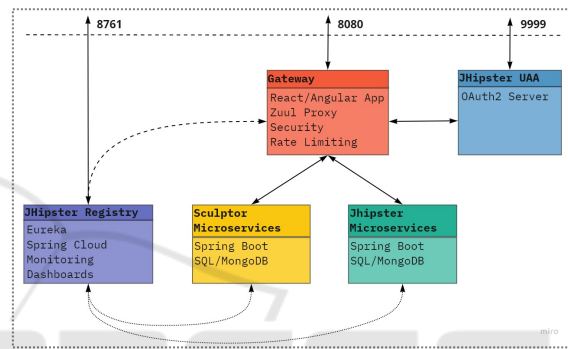 8761
8080
9999
Gateway
React/Angular App
Zuul Proxy
Security
Rate Limiting
JHipster UAA
OAuth2 Server
JHipster Registry
Eureka
Spring Cloud
Monitoring
Dashboards
Sculptor
Microservices
Spring Boot
SQL/MongoDB
Jhipster
Microservices
Spring Boot
SQL/MongoDB
miro